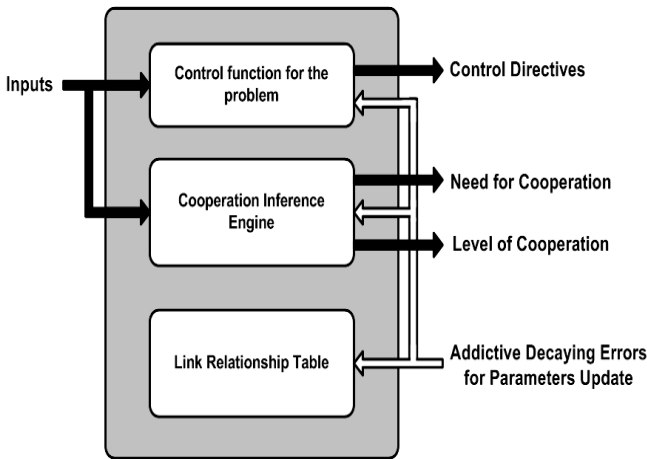 Inputs
Control function for the
problem
Control Directives
Cooperation Inference
Engine
Need for Cooperation
Level of Cooperation
Link Relationship Table
Addictive Decaying Errors
for Parameters Update